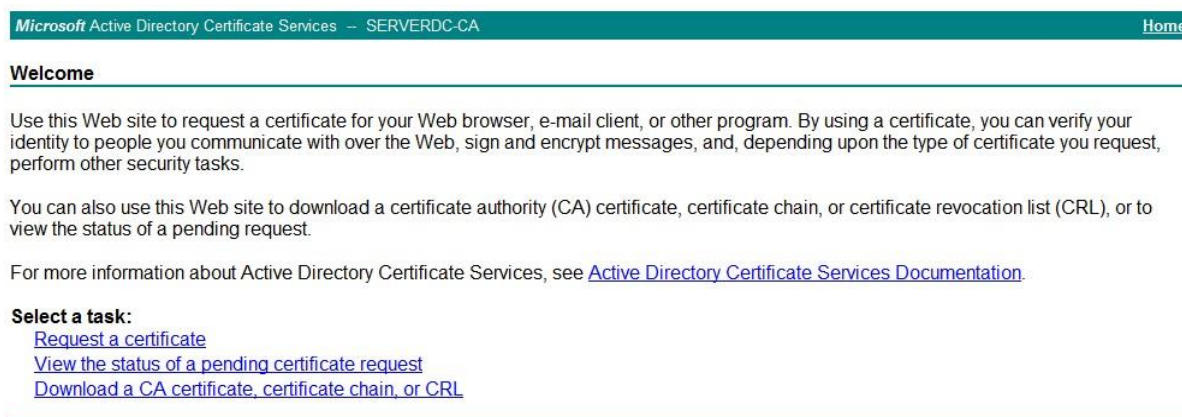 Microsoft Active Directory Certificate Services -- SERVERDC-CA Home
Welcome
Use this Web site to request a certificate for your Web browser, e-mail client, or other program. By using a certificate, you can verify your
identity to people you communicate with over the Web, sign and encrypt messages, and, depending upon the type of certificate you request,
perform other security tasks.
You can also use this Web site to download a certificate authority (CA) certificate, certificate chain, or certificate revocation list (CRL), or to
view the status of a pending request.
For more information about Active Directory Certificate Services, see Active Directory Certificate Services Documentation.
Select a task:
Request a certificate
View the status of a pending certificate request
Download a CA certificate, certificate chain, or CRL